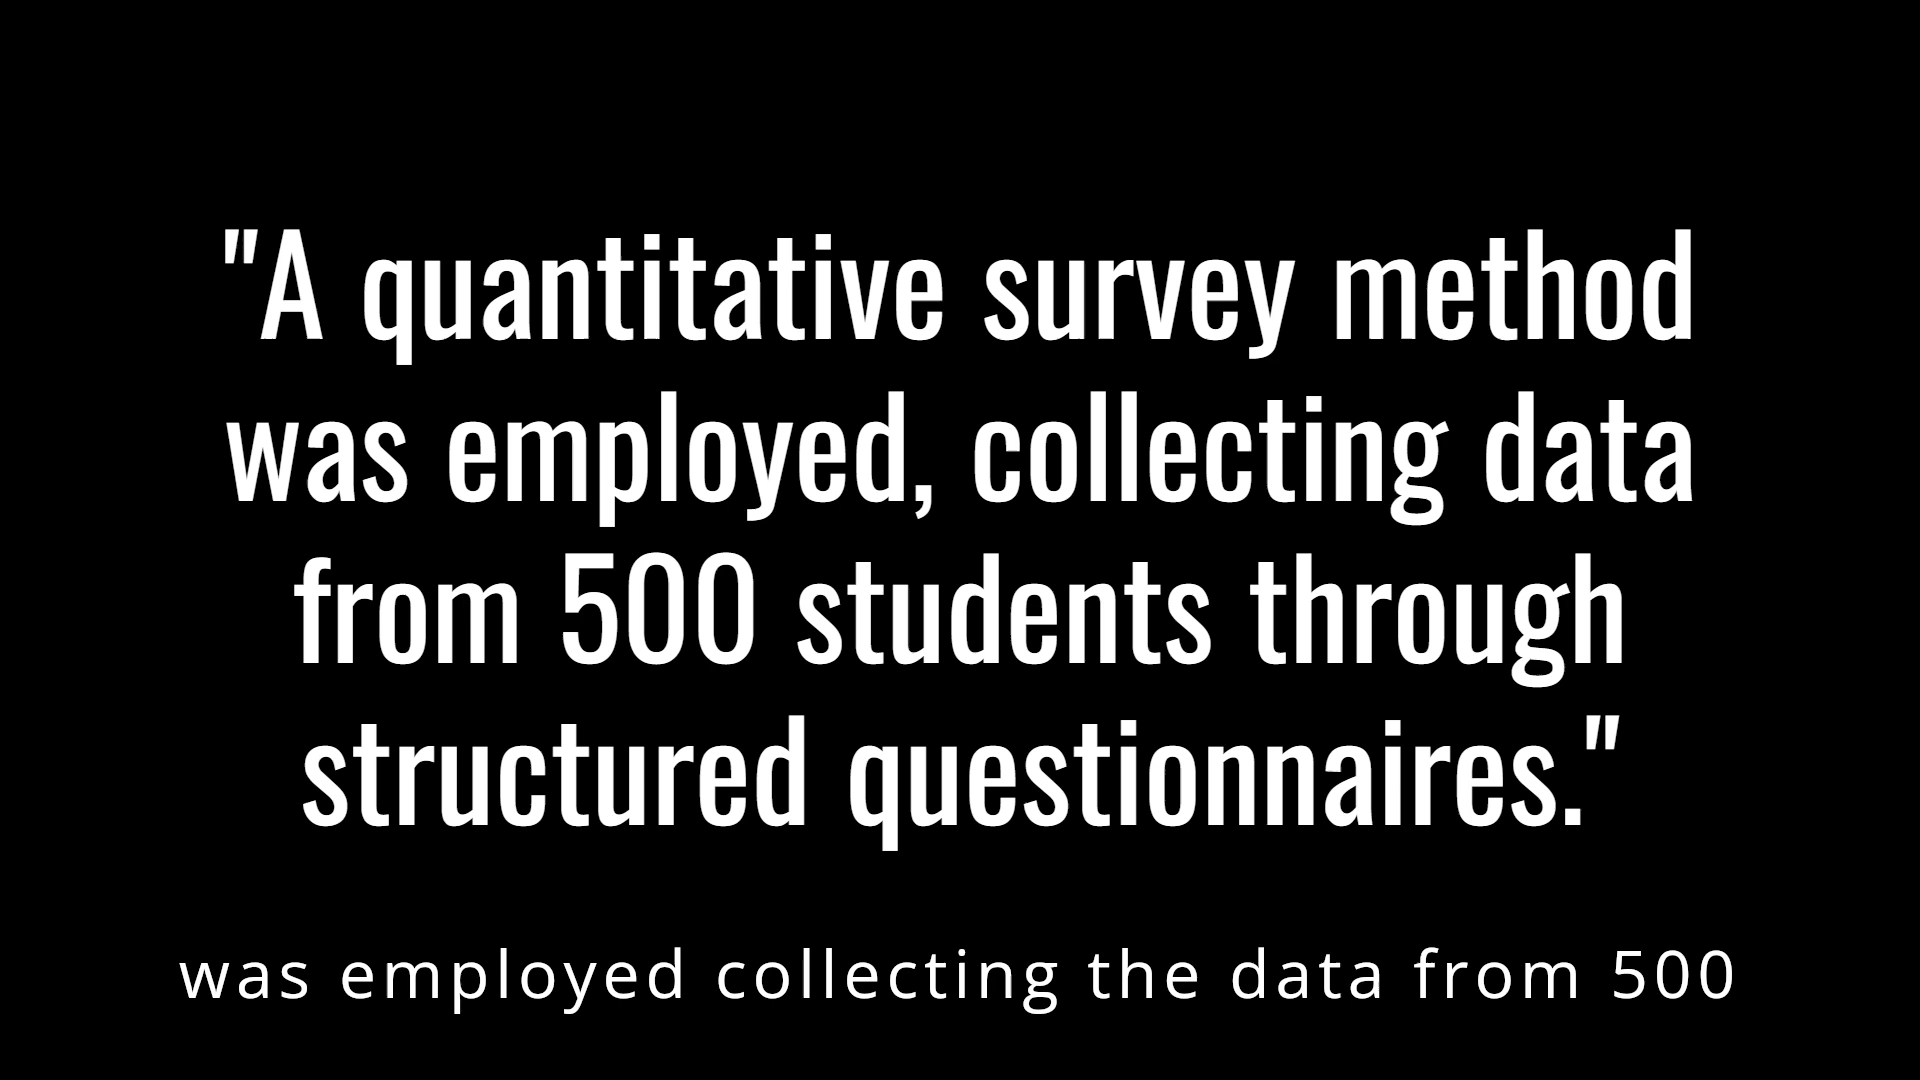 "A quantitative survey method
was employed, collecting data
from 500 students through
structured questionnaires."
was employed collecting the data from 500